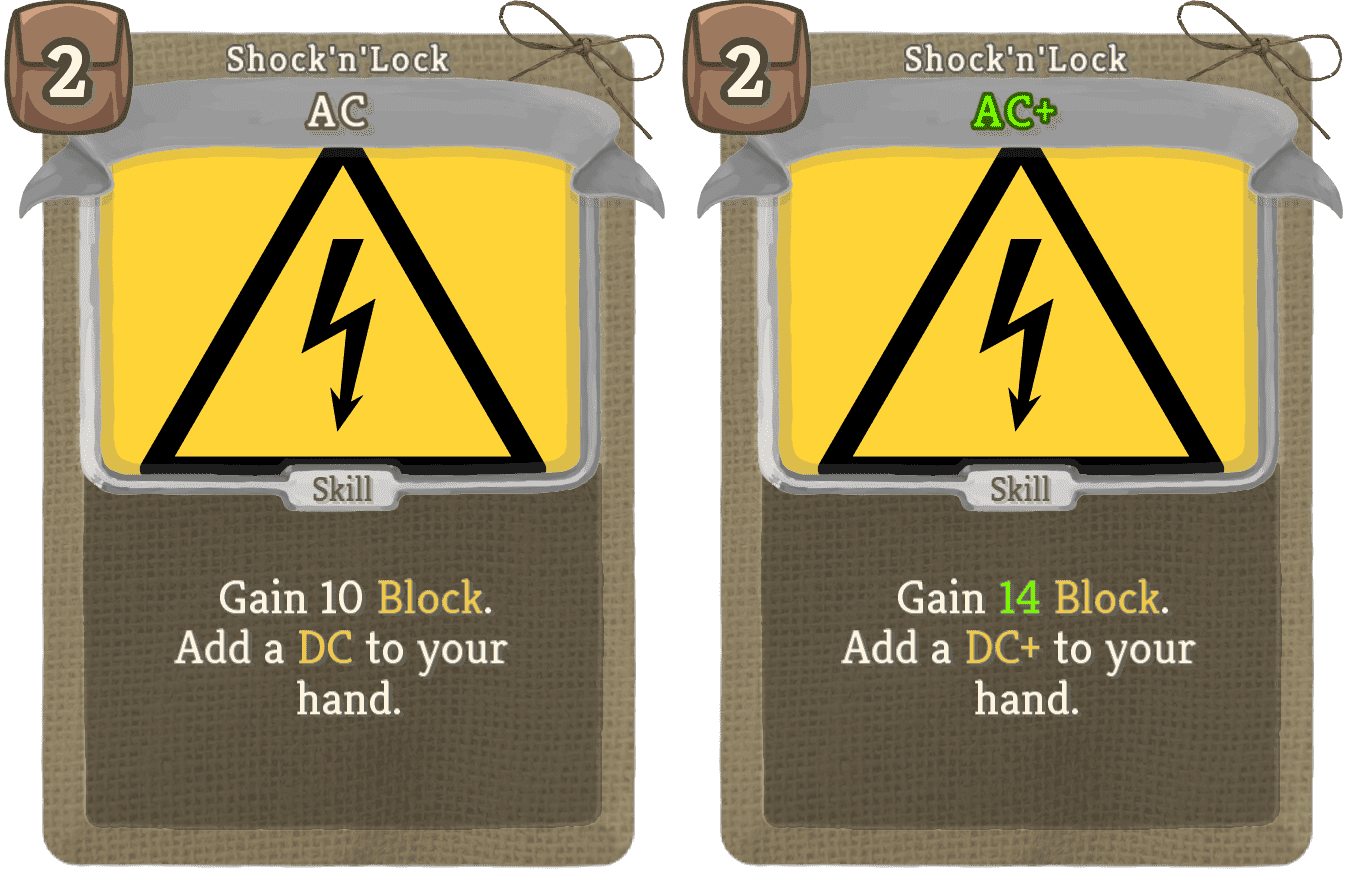 2
Shock'n'Lock
AC
Skill
Gain 10 Block.
Add a DC to your
hand.
2
Shock'n'Lock
AC+
Skill
Gain 14 Block.
Add a DC+ to your
hand.